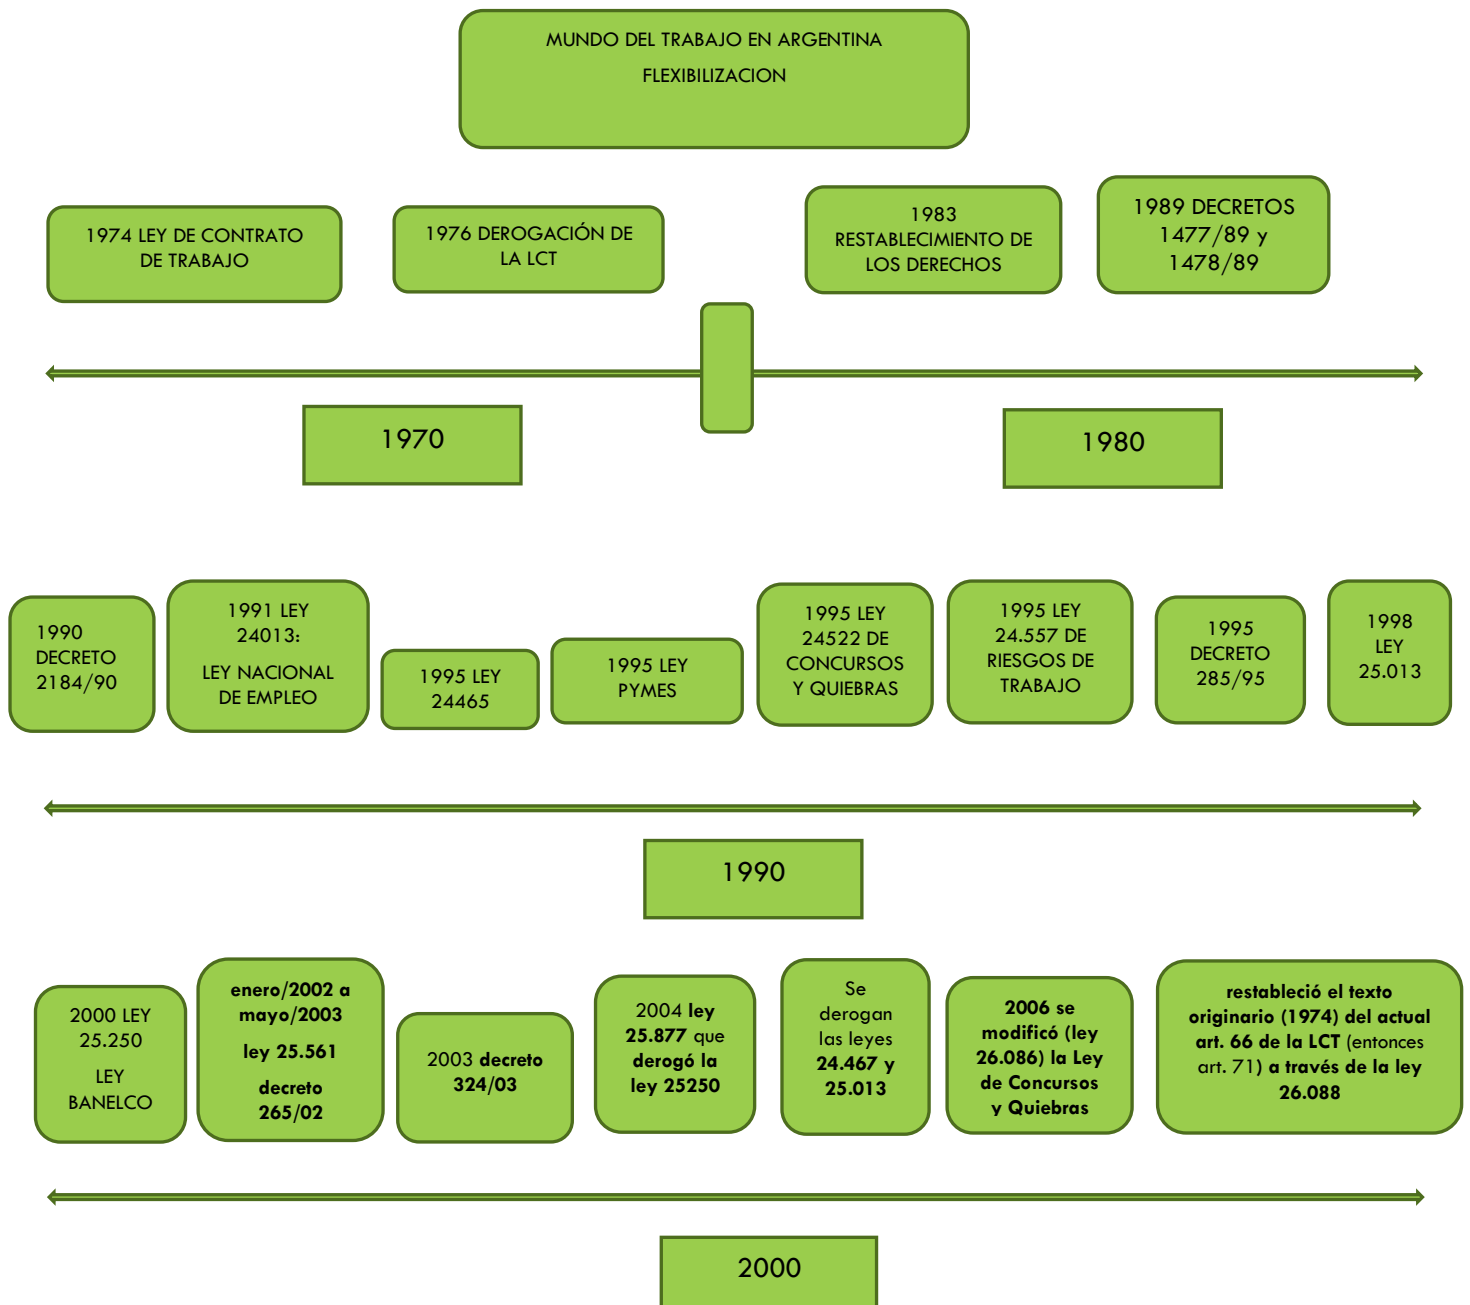 MUNDO DEL TRABAJO EN ARGENTINA
FLEXIBILIZACION
1974 LEY DE CONTRATO
DE TRABAJO
1976 DEROGACIÓN DE
LA LCT
1983
RESTABLECIMIENTO DE
LOS DERECHOS
1989 DECRETOS
1477/89 y
1478/89
1970
1980
1990
DECRETO
2184/90
1991 LEY
24013:
LEY NACIONAL
DE EMPLEO
1995 LEY
24465
1995 LEY
PYMES
1995 LEY
24522 DE
CONCURSOS
Y QUIEBRAS
1995 LEY
24.557 DE
RIESGOS DE
TRABAJO
1995
DECRETO
285/95
1998
LEY
25.013
1990
2000 LEY
25.250
LEY
BANELCO
enero/2002 a
mayo/2003
ley 25.561
decreto
265/02
2003 decreto
324/03
2004 ley
25.877 que
derogó la
ley 25250
Se
derogan
las leyes
24.467 y
25.013
2006 se
modificó (ley
26.086) la Ley
de Concursos
y Quiebras
restableció el texto
originario (1974) del actual
art. 66 de la LCT (entonces
art. 71) a través de la ley
26.088
2000